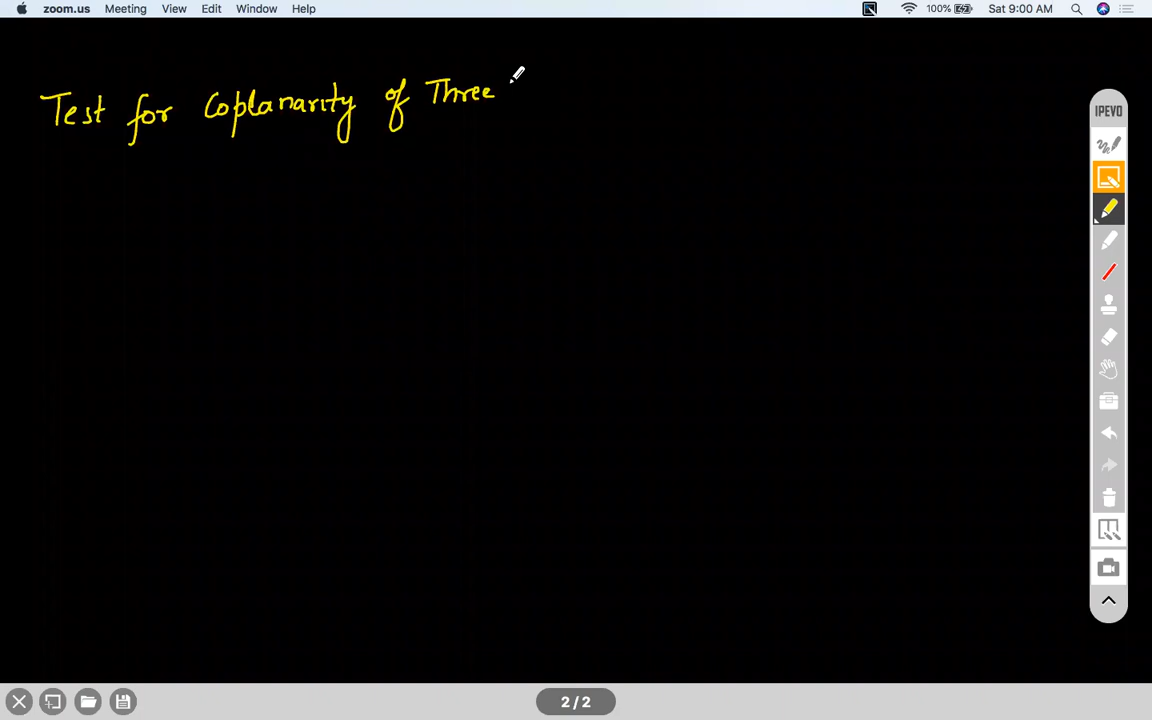 zoom.us Meeting View Edit Window Help 100% Sat 9:00 AM
Test for Coplanarity of Three
IPEVO
2 / 2